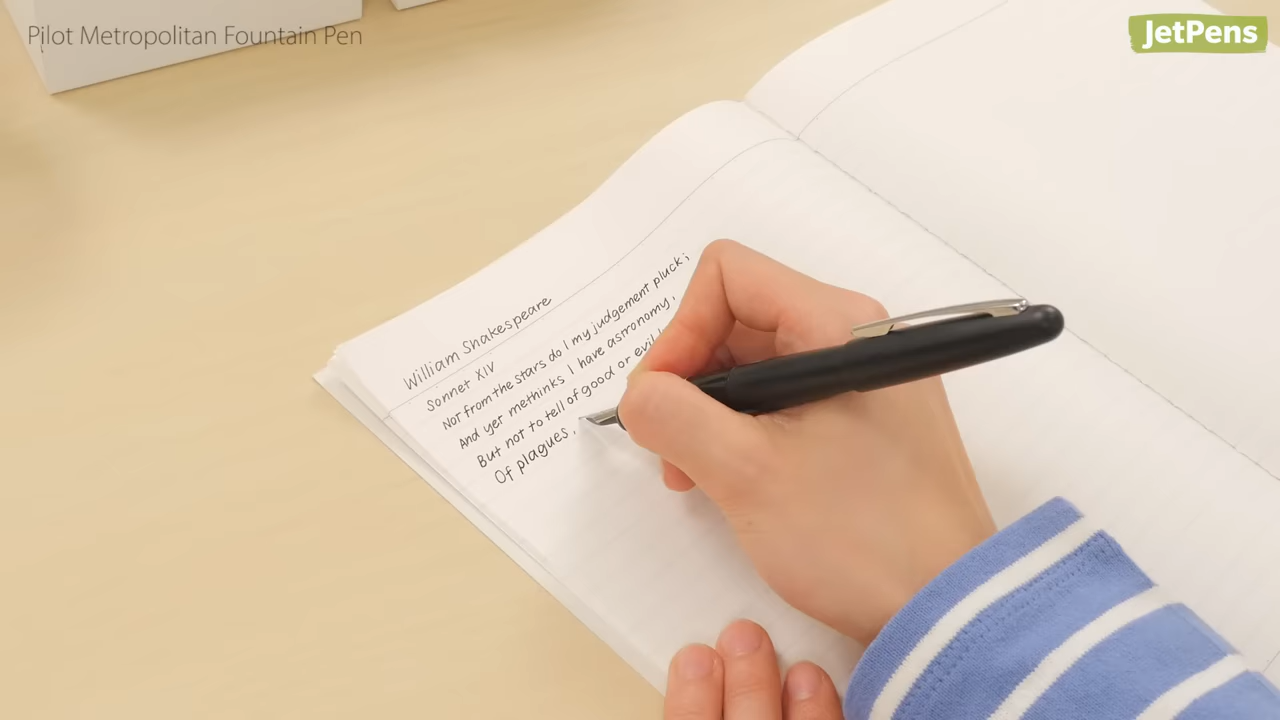 Pilot Metropolitan Fountain Pen
JetPens
William Shakespeare
Sonnet XIV
Not from the stars do I my judgement pluck;
And yet methinks I have astronomy,
But not to tell of good or evil
Of plagues,